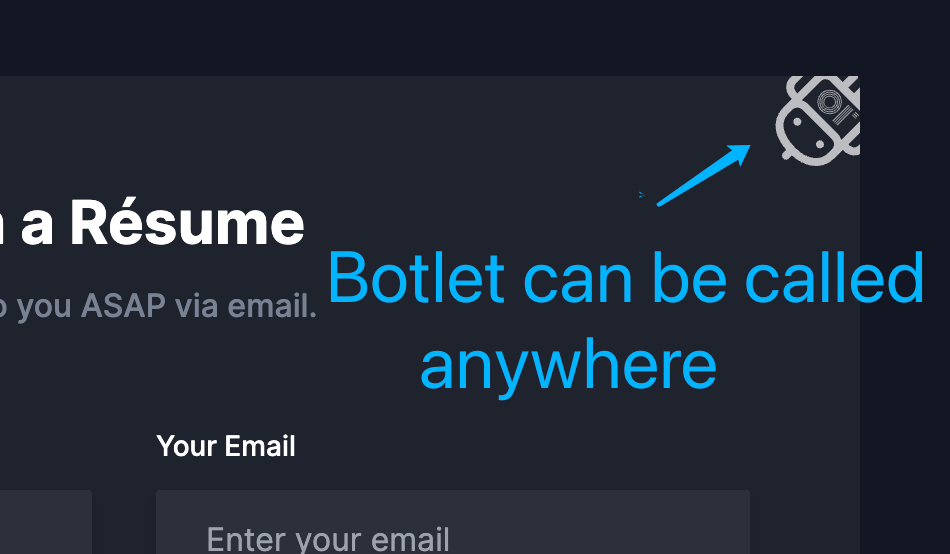 a Résume
you ASAP via email.
Botlet can be called
anywhere
Your Email
Enter your email